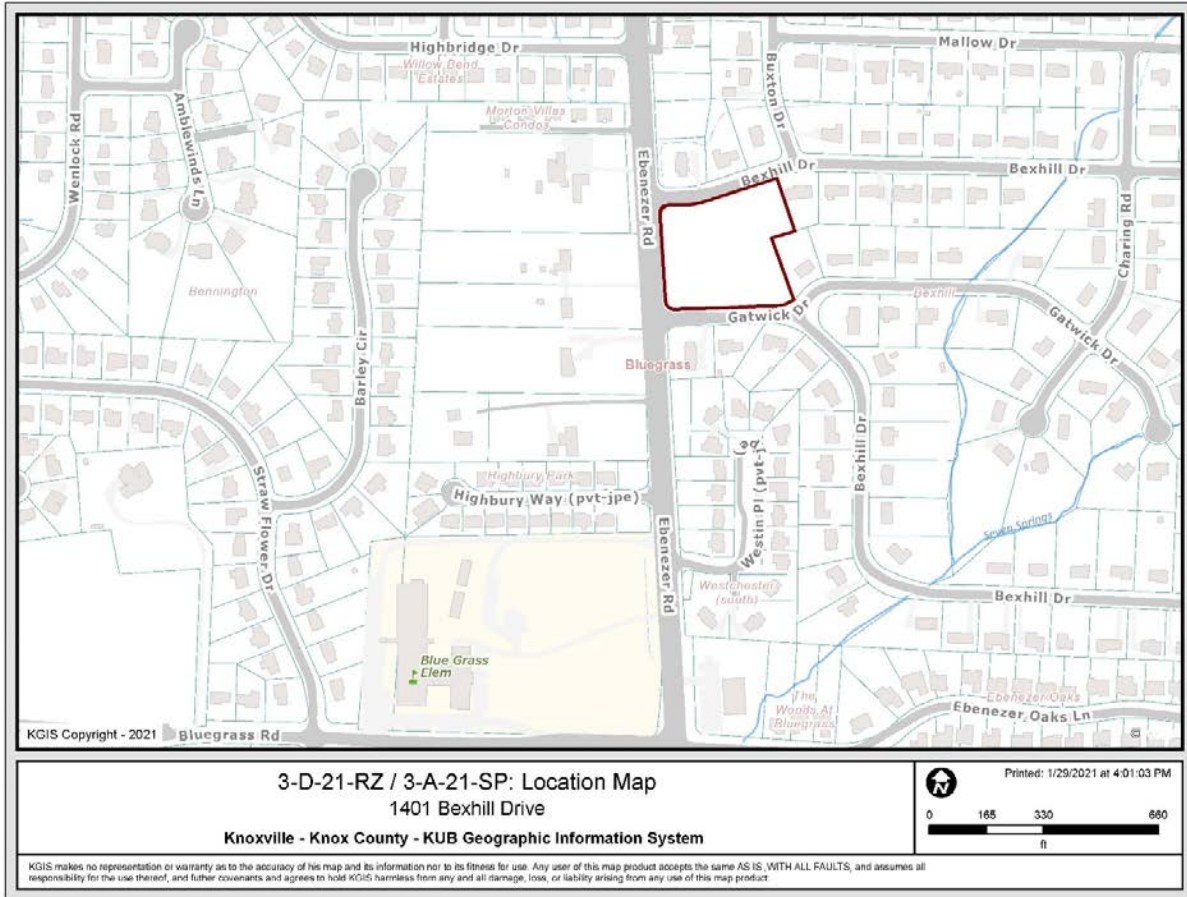 Highbridge Dr
Willow Bend
Estates
Mallow Dr
Buxton Dr
Wenlock Rd
Amblewinds Ln
Morton Villas
Condos
Ebenezer Rd
Bexhill Dr
Bexhill Dr
Charing Rd
Bennington
Barley Cir
Gatwick Dr
Bexhill
Gatwick Dr
Bluegrass
Bexhill Dr
Straw Flower Dr
Highbury Park
Highbury Way (pvt-jpe)
Westin Pl (pvt-jpe)
Seven Springs
Ebenezer Rd
Westchester
(south)
Bexhill Dr
Blue Grass
Elem
The
Woods At
Bluegrass
Ebenezer Oaks
Ebenezer Oaks Ln
KGIS Copyright - 2021
Bluegrass Rd
©
3-D-21-RZ / 3-A-21-SP: Location Map
1401 Bexhill Drive
Knoxville - Knox County - KUB Geographic Information System
N
Printed: 1/29/2021 at 4:01:03 PM
0 165 330 660
ft
KGIS makes no representation or warranty as to the accuracy of his map and its information nor to its fitness for use. Any user of this map product accepts the same AS IS ,WITH ALL FAULTS, and assumes all
responsibility for the use thereof, and futher covenants and agrees to hold KGIS harmless from any and all damage, loss, or liability arising from any use of this map product.